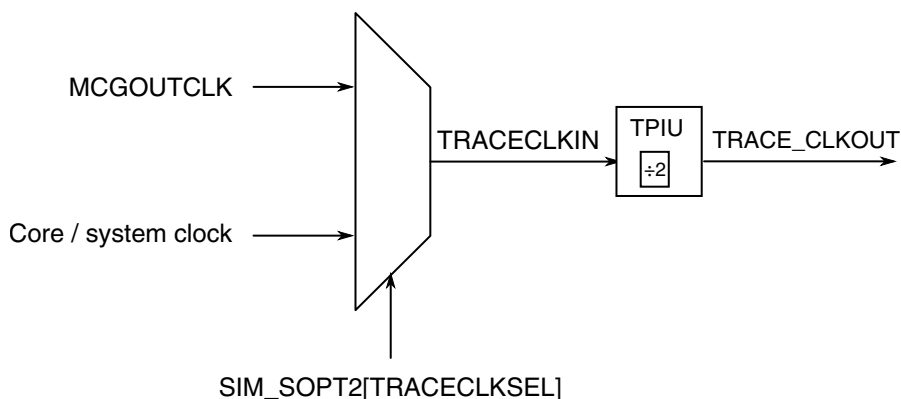 MCGOUTCLK
TRACECLKIN
TPIU
÷2
TRACE_CLKOUT
Core / system clock
SIM_SOPT2[TRACECLKSEL]